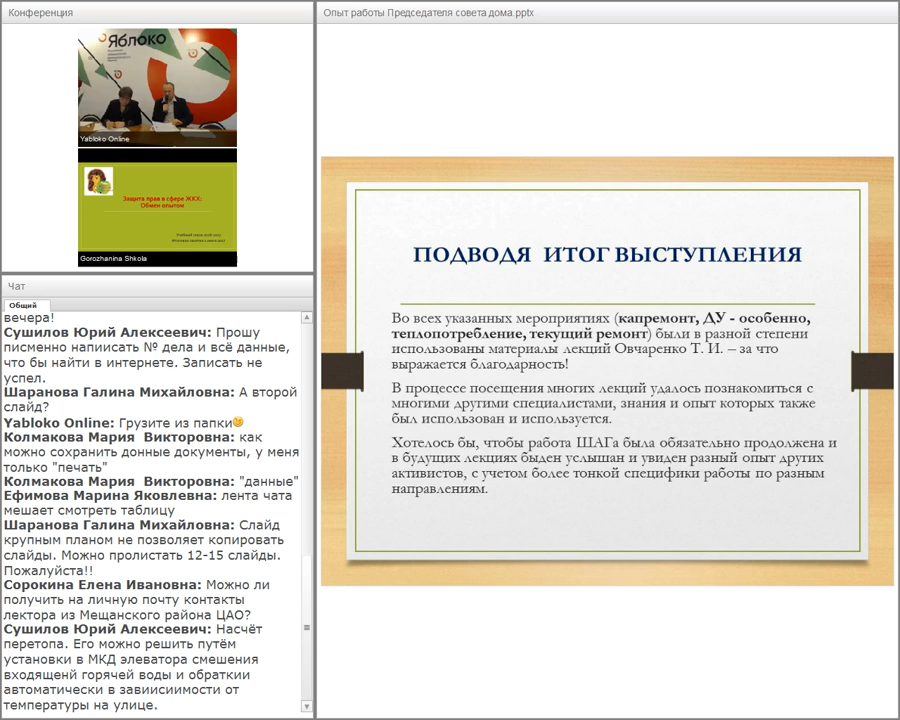 Конференция
Яблоко
Yabloko Online
Защита прав в сфере ЖКХ:
Обмен опытом
Gorozhanina Shkola
Чат
Общий
вечера!
Сушилов Юрий Алексеевич: Прошу
писменно напиисать № дела и всё данные,
что бы найти в интернете. Записать не
успел.
Шаранова Галина Михайловна: А второй
слайд?
Yabloko Online: Грузите из папки
Колмакова Мария Викторовна: как
можно сохранить донные документы, у меня
только "печать"
Колмакова Мария Викторовна: "данные"
Ефимова Марина Яковлевна: лента чата
мешает смотреть таблицу
Шаранова Галина Михайловна: Слайд
крупным планом не позволяет копировать
слайды. Можно пролистать 12-15 слайды.
Пожалуйста!!
Сорокина Елена Ивановна: Можно ли
получить на личную почту контакты
лектора из Мещанского района ЦАО?
Сушилов Юрий Алексеевич: Насчёт
перетопа. Его можно решить путём
установки в МКД элеватора смешения
входященй горячей воды и обраткии
автоматически в завиисиимости от
температуры на улице.
Опыт работы Председателя совета дома.pptx
ПОДВОДЯ ИТОГ ВЫСТУПЛЕНИЯ
Во всех указанных мероприятиях (капремонт, ДУ - особенно,
теплопотребление, текущий ремонт) были в разной степени
использованы материалы лекций Овчаренко Т. И. – за что
выражается благодарность!
В процессе посещения многих лекций удалось познакомиться с
многими другими специалистами, знания и опыт которых также
был использован и используется.
Хотелось бы, чтобы работа ШАГа была обязательно продолжена и
в будущих лекциях быден услышан и увиден разный опыт других
активистов, с учетом более тонкой специфики работы по разным
направлениям.